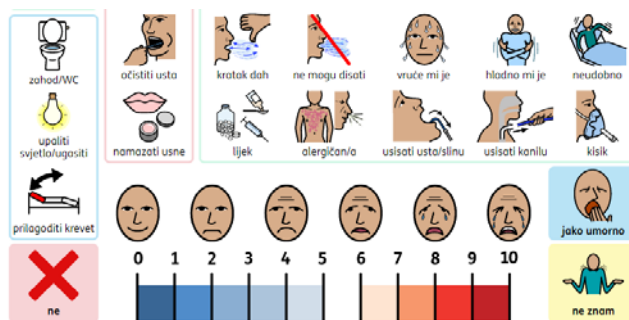 zahod/WC
očistiti usta
kratak dah
ne mogu disati
vruće mi je
hladno mi je
neudobno
upaliti
svjetlo/ugasiti
namazati usne
lijek
alergičan/a
usisati usta/slinu
usisati kanilu
kisik
prilagoditi krevet
jako umorno
0 1 2 3 4 5 6 7 8 9 10
ne
ne znam